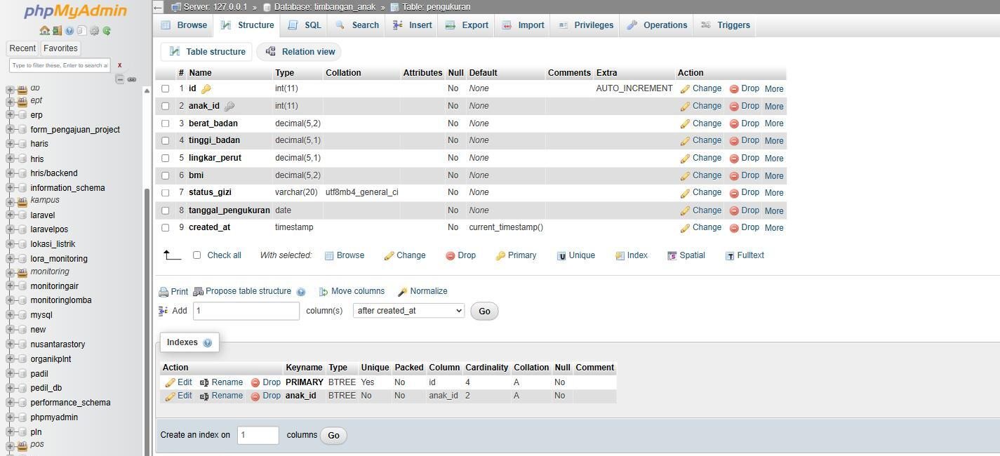 phpMyAdmin
Recent Favorites
Type to filter these, Enter to search al
x
ept
erp
form_pengajuan_project
haris
hris
hris/backend
information_schema
kampus
laravel
laravelpos
lokasi_listrik
lora_monitoring
monitoring
monitoringair
monitoringlomba
mysql
new
nusantarastory
organikplnt
padil
pedil_db
performance_schema
phpmyadmin
pln
pos
Server: 127.0.0.1 » Database: timbangan_anak » Table: pengukuran
Browse Structure SQL Search Insert Export Import Privileges Operations Triggers
Table structure Relation view
# Name Type Collation Attributes Null Default Comments Extra Action
1 id int(11) No None AUTO_INCREMENT Change Drop More
2 anak_id int(11) No None Change Drop More
3 berat_badan decimal(5,2) No None Change Drop More
4 tinggi_badan decimal(5,1) No None Change Drop More
5 lingkar_perut decimal(5,1) No None Change Drop More
6 bmi decimal(5,2) No None Change Drop More
7 status_gizi varchar(20) utf8mb4_general_ci No None Change Drop More
8 tanggal_pengukuran date No None Change Drop More
9 created_at timestamp No current_timestamp() Change Drop More
Check all With selected: Browse Change Drop Primary Unique Index Spatial Fulltext
Print Propose table structure Move columns Normalize
Add 1 column(s) after created_at Go
Indexes
Action Keyname Type Unique Packed Column Cardinality Collation Null Comment
Edit Rename Drop PRIMARY BTREE Yes No id 4 A No
Edit Rename Drop anak_id BTREE No No anak_id 2 A No
Create an index on 1 columns Go